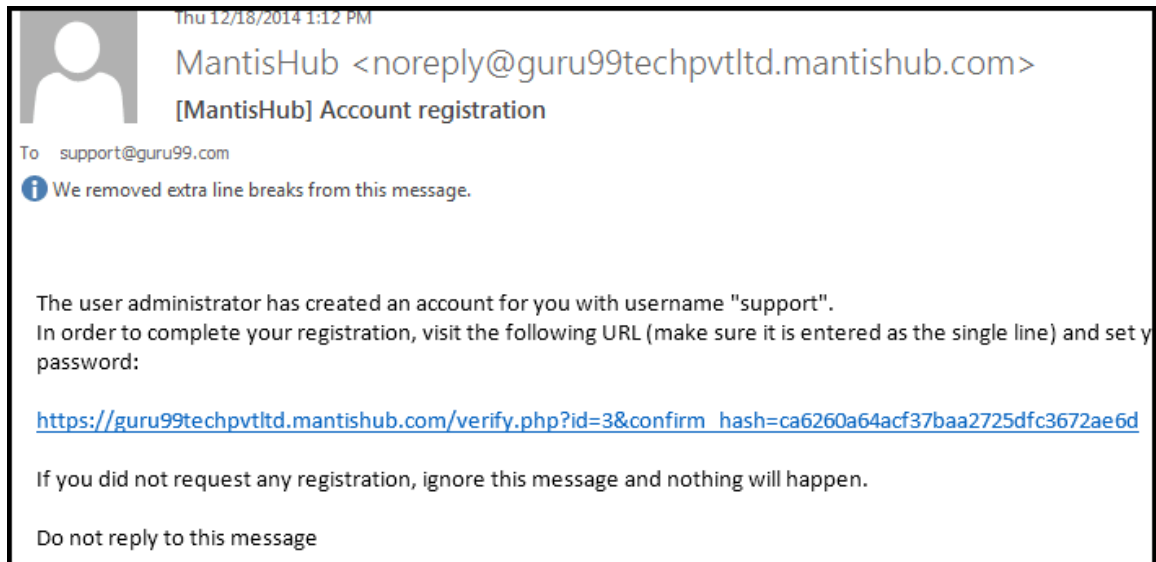 Thu 12/18/2014 1:12 PM
MantisHub <noreply@guru99techpvtltd.mantishub.com>
[MantisHub] Account registration
To support@guru99.com
We removed extra line breaks from this message.
The user administrator has created an account for you with username "support".
In order to complete your registration, visit the following URL (make sure it is entered as the single line) and set y
password:
https://guru99techpvtltd.mantishub.com/verify.php?id=3&confirm_hash=ca6260a64acf37baa2725dfc3672ae6d
If you did not request any registration, ignore this message and nothing will happen.
Do not reply to this message